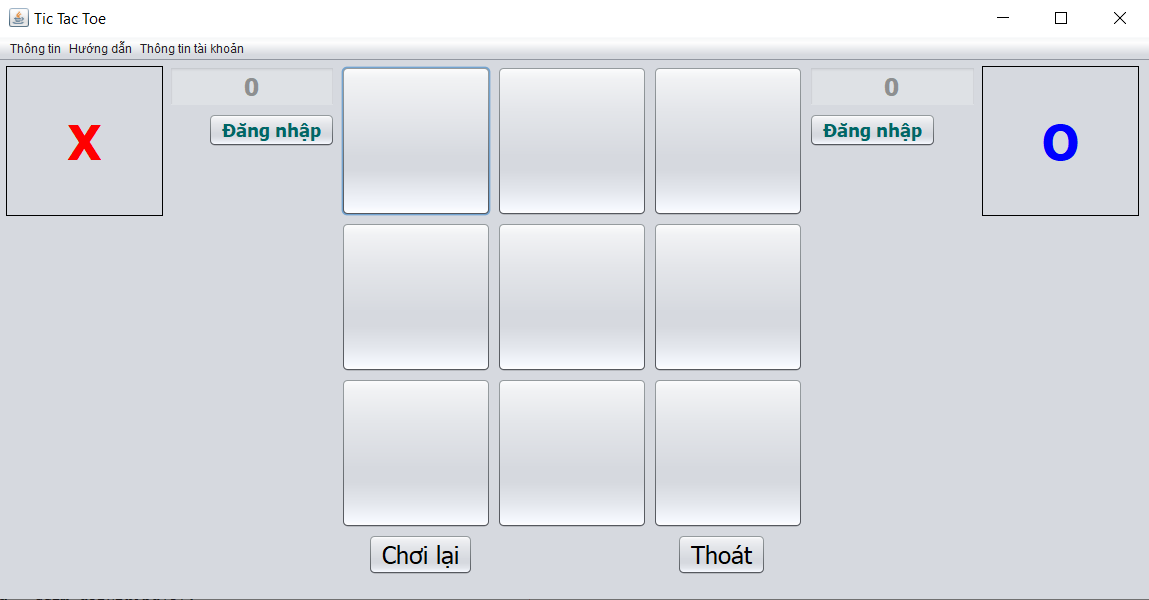 Tic Tac Toe
Thông tin Hướng dẫn Thông tin tài khoản
X 0 0 O
Đăng nhập Đăng nhập
Chơi lại Thoát